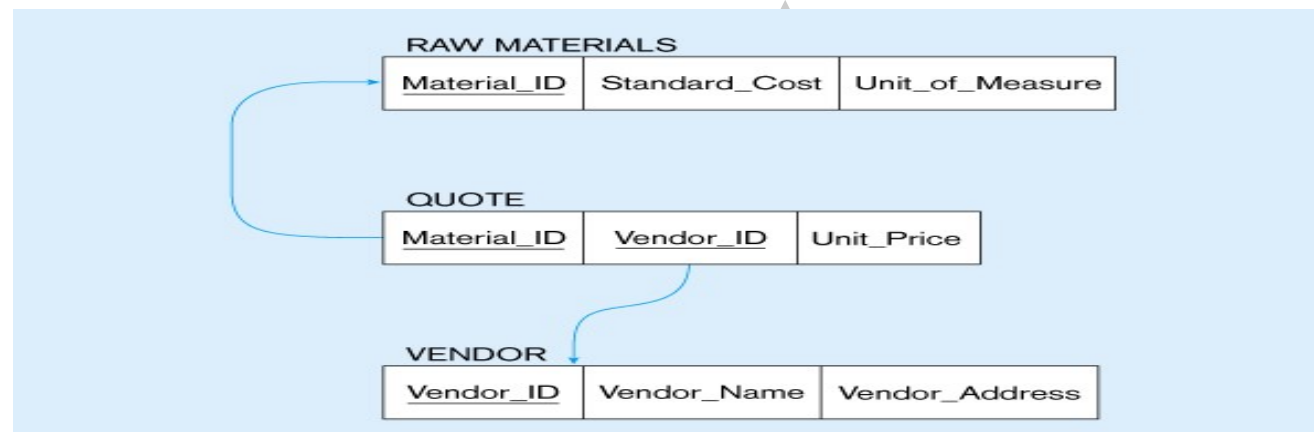 RAW MATERIALS
Material_ID Standard_Cost Unit_of_Measure
QUOTE
Material_ID Vendor_ID Unit_Price
VENDOR
Vendor_ID Vendor_Name Vendor_Address